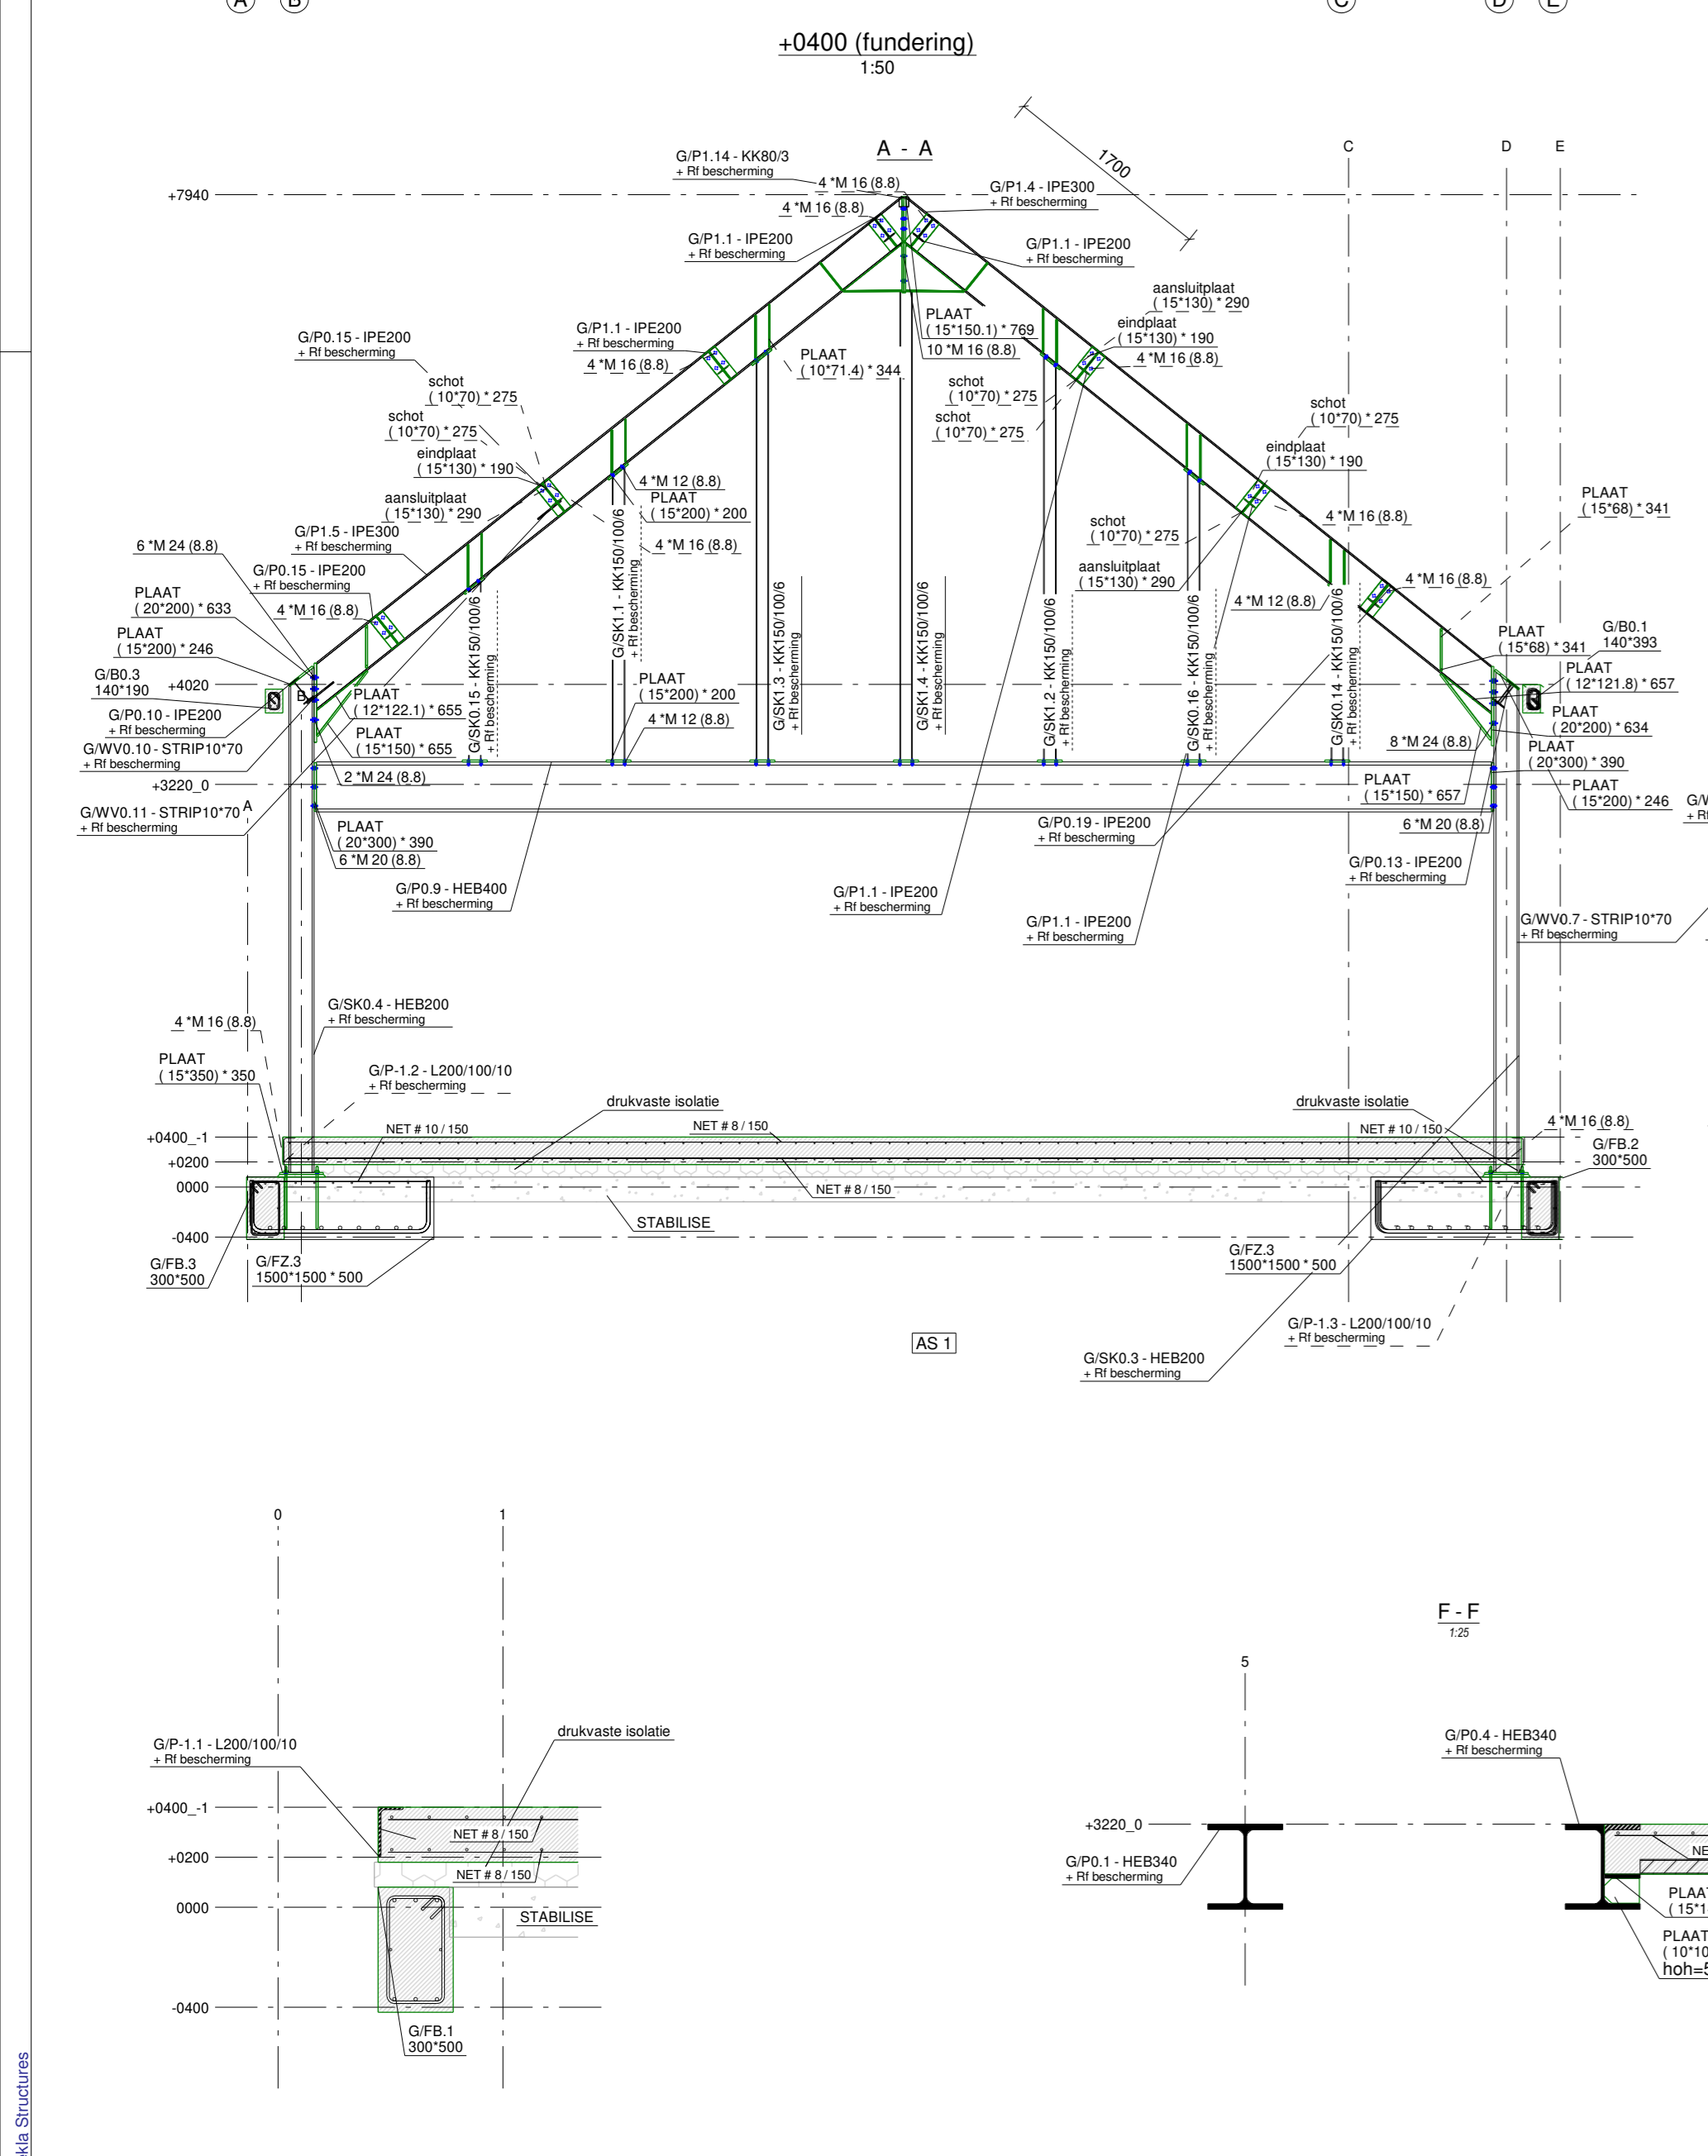 A
B
C
D
E
+0400 (fundering)
1:50
A - A
C
D
E
1700
+7940
G/P1.14 - KK80/3
+ Rf bescherming
4 *M 16 (8.8)
4 *M 16 (8.8)
G/P1.4 - IPE300
+ Rf bescherming
G/P1.1 - IPE200
+ Rf bescherming
G/P1.1 - IPE200
+ Rf bescherming
aansluitplaat
( 15*130) * 290
PLAAT
( 15*150.1) * 769
10 *M 16 (8.8)
eindplaat
( 15*130) * 190
4 *M 16 (8.8)
G/P0.15 - IPE200
+ Rf bescherming
G/P1.1 - IPE200
+ Rf bescherming
4 *M 16 (8.8)
PLAAT
( 10*71.4) * 344
schot
( 10*70) * 275
schot
( 10*70) * 275
schot
( 10*70) * 275
schot
( 10*70) * 275
schot
( 10*70) * 275
eindplaat
( 15*130) * 190
eindplaat
( 15*130) * 190
4 *M 12 (8.8)
PLAAT
( 15*200) * 200
4 *M 16 (8.8)
aansluitplaat
( 15*130) * 290
PLAAT
( 15*68) * 341
4 *M 16 (8.8)
schot
( 10*70) * 275
G/P1.5 - IPE300
+ Rf bescherming
6 *M 24 (8.8)
aansluitplaat
( 15*130) * 290
G/P0.15 - IPE200
+ Rf bescherming
4 *M 16 (8.8)
4 *M 16 (8.8)
4 *M 12 (8.8)
PLAAT
( 20*200) * 633
PLAAT
( 15*200) * 246
G/B0.3
140*190
+4020
B
G/P0.10 - IPE200
+ Rf bescherming
G/WV0.10 - STRIP10*70
+ Rf bescherming
+3220_0
A
G/WV0.11 - STRIP10*70
+ Rf bescherming
PLAAT
( 12*122.1) * 655
PLAAT
( 15*150) * 655
2 *M 24 (8.8)
PLAAT
( 20*300) * 390
6 *M 20 (8.8)
G/SK0.15 - KK150/100/6
+ Rf bescherming
G/SK1.1 - KK150/100/6
+ Rf bescherming
PLAAT
( 15*200) * 200
4 *M 12 (8.8)
G/SK1.3 - KK150/100/6
+ Rf bescherming
G/SK1.4 - KK150/100/6
+ Rf bescherming
G/SK1.2 - KK150/100/6
+ Rf bescherming
G/SK0.16 - KK150/100/6
+ Rf bescherming
G/SK0.14 - KK150/100/6
+ Rf bescherming
PLAAT
( 15*68) * 341
G/B0.1
140*393
PLAAT
( 12*121.8) * 657
PLAAT
( 20*200) * 634
8 *M 24 (8.8)
PLAAT
( 20*300) * 390
PLAAT
( 15*150) * 657
PLAAT
( 15*200) * 246
6 *M 20 (8.8)
G/P0.19 - IPE200
+ Rf bescherming
G/P0.13 - IPE200
+ Rf bescherming
G/P0.9 - HEB400
+ Rf bescherming
G/P1.1 - IPE200
+ Rf bescherming
G/P1.1 - IPE200
+ Rf bescherming
G/WV0.7 - STRIP10*70
+ Rf bescherming
G/SK0.4 - HEB200
+ Rf bescherming
4 *M 16 (8.8)
PLAAT
( 15*350) * 350
G/P-1.2 - L200/100/10
+ Rf bescherming
drukvaste isolatie
drukvaste isolatie
NET # 10 / 150
NET # 8 / 150
NET # 10 / 150
4 *M 16 (8.8)
+0400_-1
+0200
0000
-0400
NET # 8 / 150
STABILISE
G/FB.2
300*500
G/FB.3
300*500
G/FZ.3
1500*1500 * 500
G/FZ.3
1500*1500 * 500
G/P-1.3 - L200/100/10
+ Rf bescherming
AS 1
G/SK0.3 - HEB200
+ Rf bescherming
0
1
G/P-1.1 - L200/100/10
+ Rf bescherming
drukvaste isolatie
+0400_-1
NET # 8 / 150
+0200
NET # 8 / 150
0000
STABILISE
-0400
G/FB.1
300*500
F - F
1:25
5
G/P0.4 - HEB340
+ Rf bescherming
+3220_0
G/P0.1 - HEB340
+ Rf bescherming
PLAAT
( 15*1
PLAAT
( 10*10
hoh=5
kla Structures